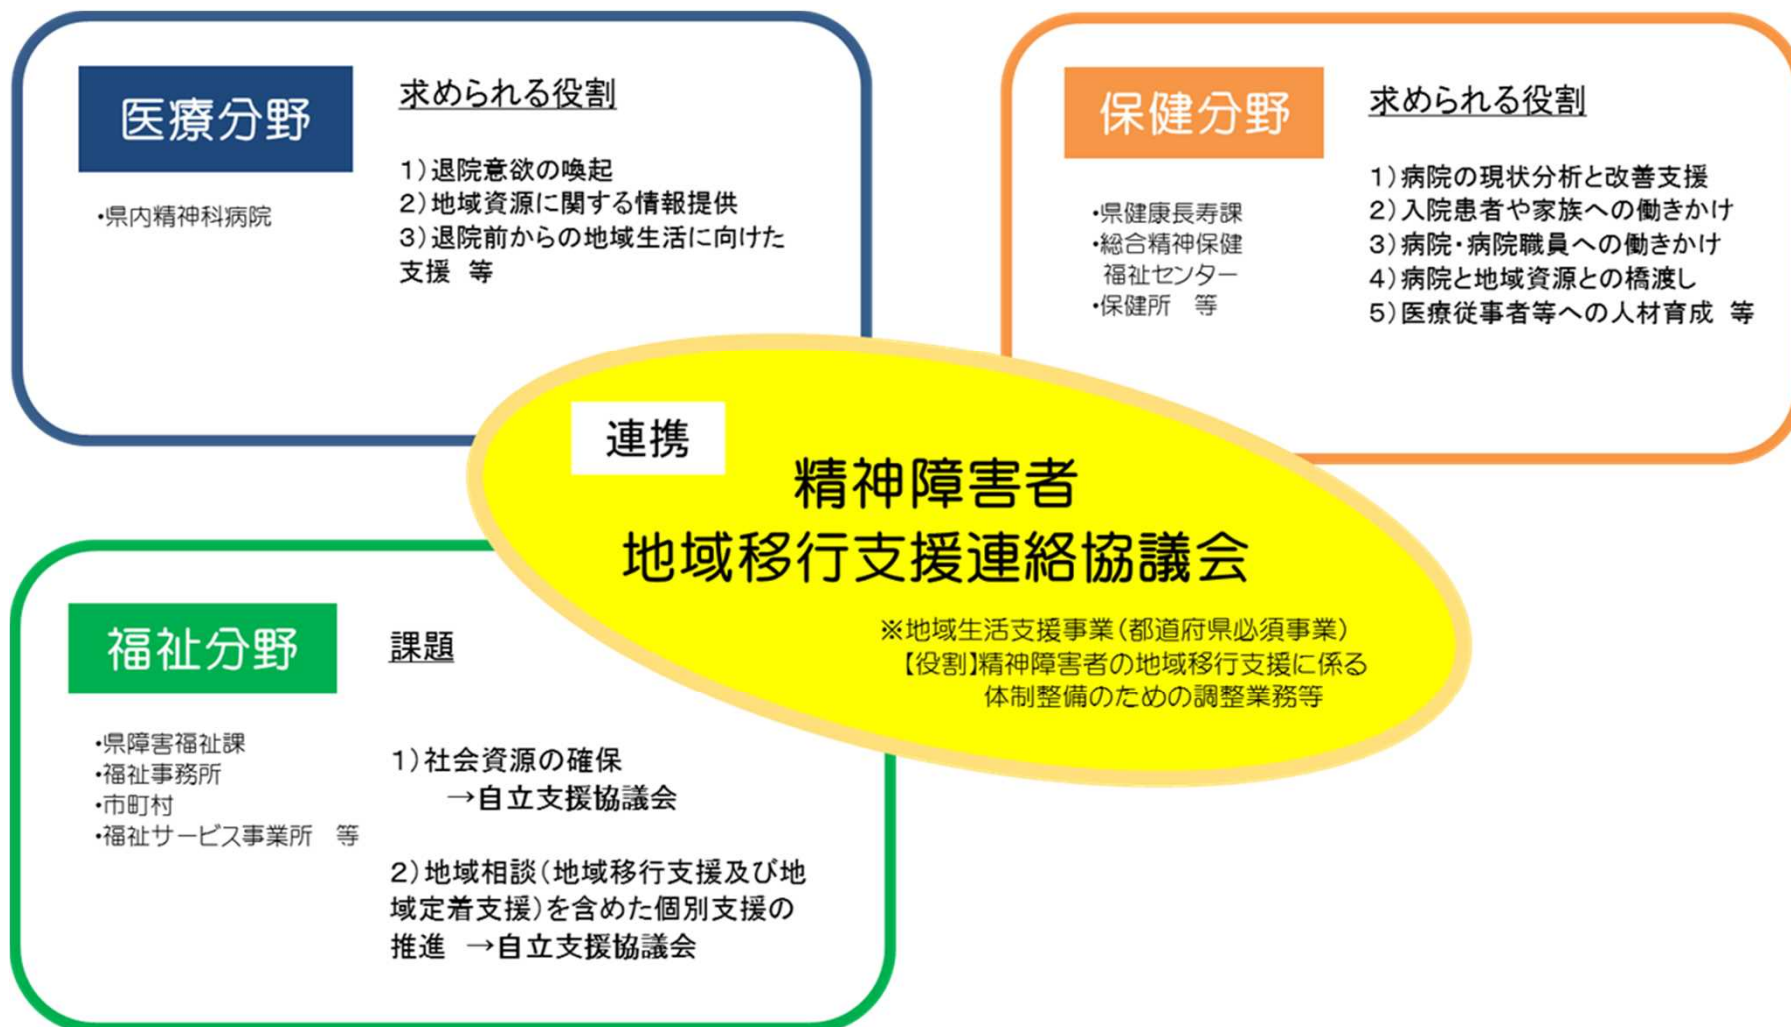 医療分野
・県内精神科病院
求められる役割
1)退院意欲の喚起
2)地域資源に関する情報提供
3)退院前からの地域生活に向けた
支援 等
保健分野
・県健康長寿課
・総合精神保健
福祉センター
・保健所 等
求められる役割
1)病院の現状分析と改善支援
2)入院患者や家族への働きかけ
3)病院・病院職員への働きかけ
4)病院と地域資源との橋渡し
5)医療従事者等への人材育成 等
連携
精神障害者
地域移行支援連絡協議会
※地域生活支援事業(都道府県必須事業)
【役割】精神障害者の地域移行支援に係る
体制整備のための調整業務等
福祉分野
・県障害福祉課
・福祉事務所
・市町村
・福祉サービス事業所 等
課題
1)社会資源の確保
→自立支援協議会
2)地域相談(地域移行支援及び地
域定着支援)を含めた個別支援の
推進 →自立支援協議会